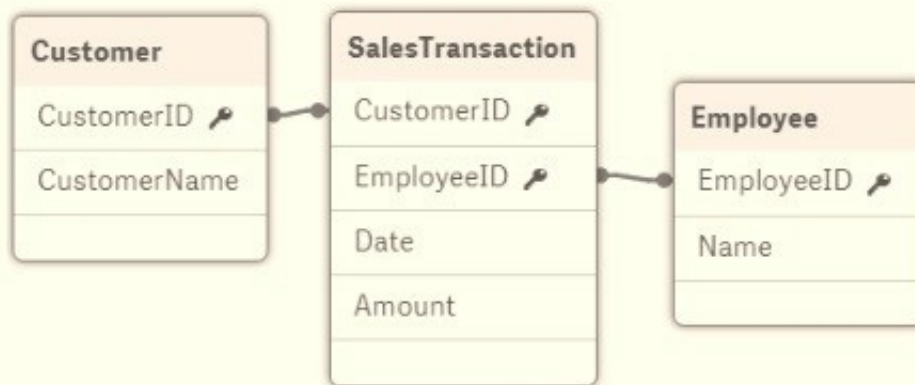 Customer
CustomerID
CustomerName
SalesTransaction
CustomerID
EmployeeID
Date
Amount
Employee
EmployeeID
Name